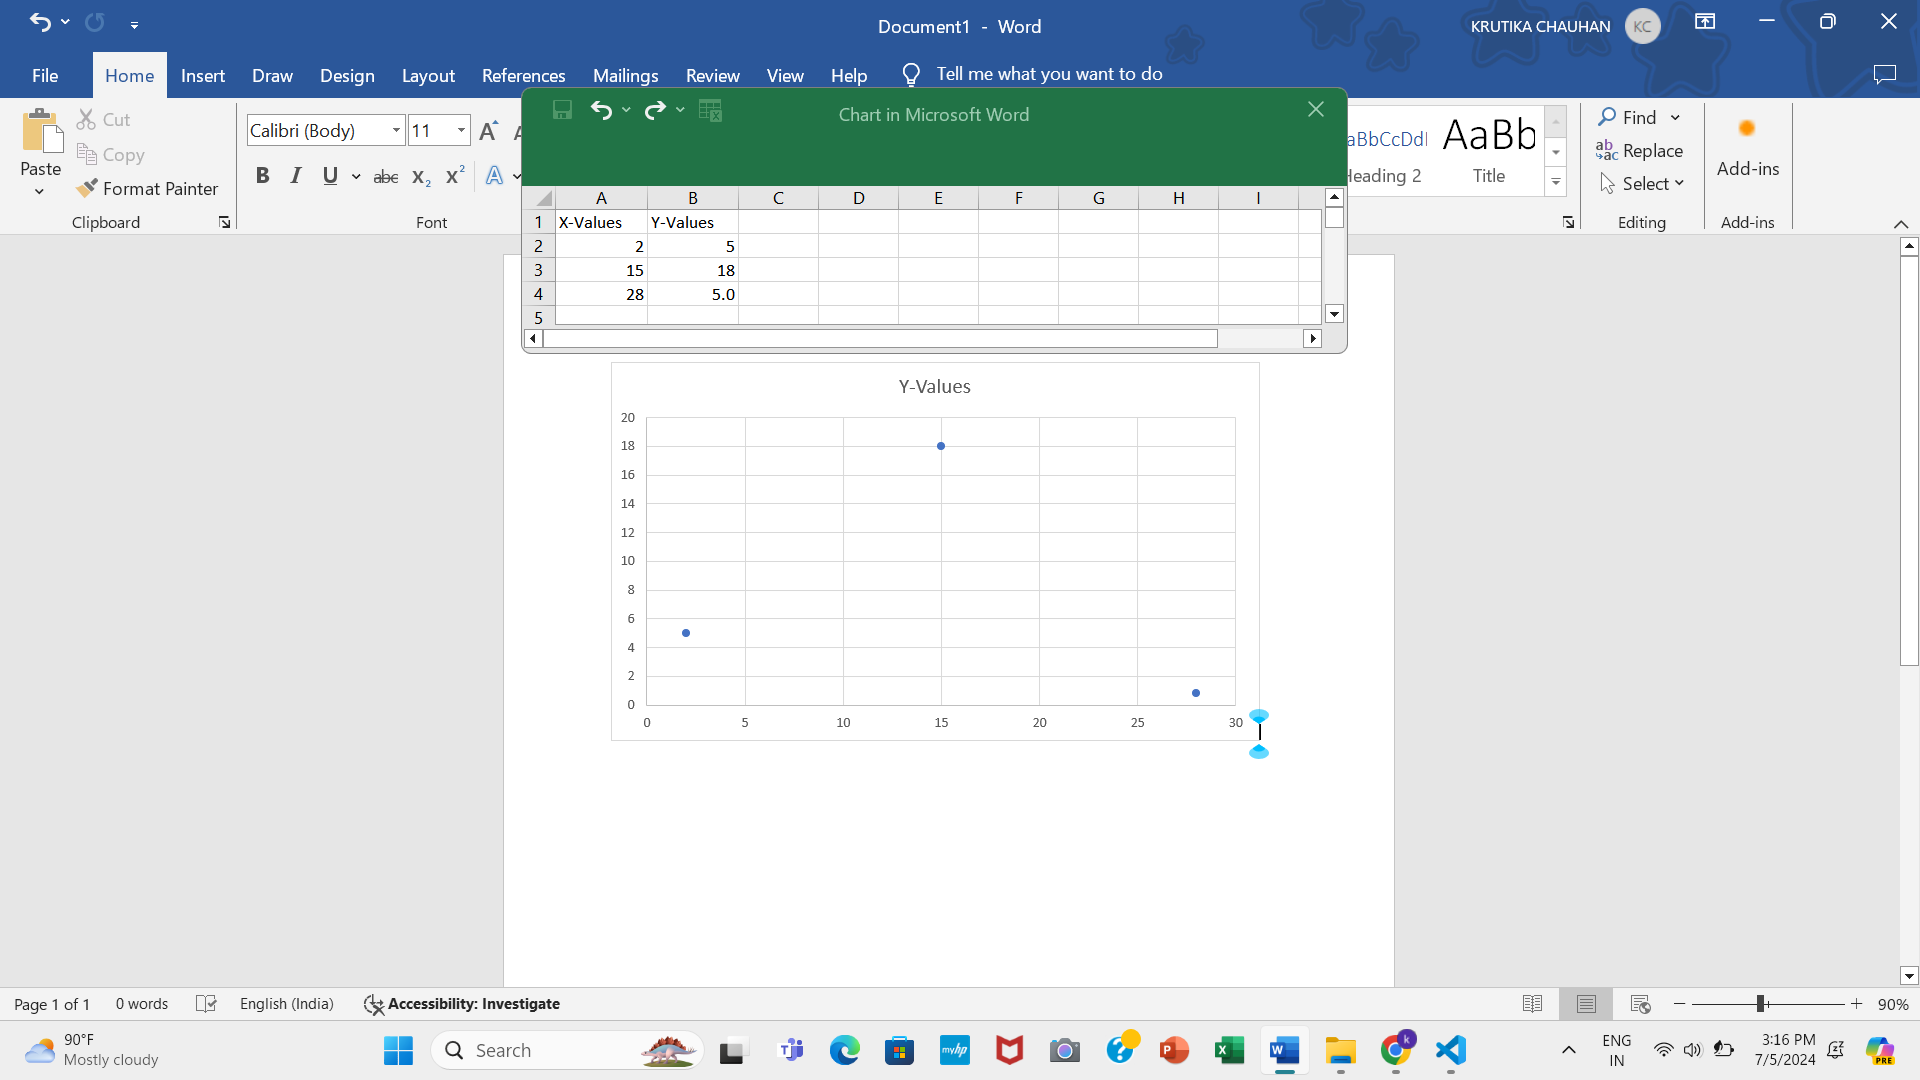 Document1 - Word
KRUTIKA CHAUHAN KC
File Home Insert Draw Design Layout References Mailings Review View Help Tell me what you want to do
Chart in Microsoft Word
Paste
Cut
Copy
Format Painter
Clipboard
Calibri (Body) 11 A
B I U abc X2 X2 A
Font
aBbCcDdl AaBb
Heading 2 Title
Find
Replace
Select
Editing
Add-ins
Add-ins
A B C D E F G H I
1 X-Values Y-Values
2 2 5
3 15 18
4 28 5.0
5
Y-Values
20
18
16
14
12
10
8
6
4
2
0
0 5 10 15 20 25 30
Page 1 of 1 0 words English (India) Accessibility: Investigate 90%
90°F
Mostly cloudy
Search
myhp
k
ENG
IN
3:16 PM
7/5/2024
PRE